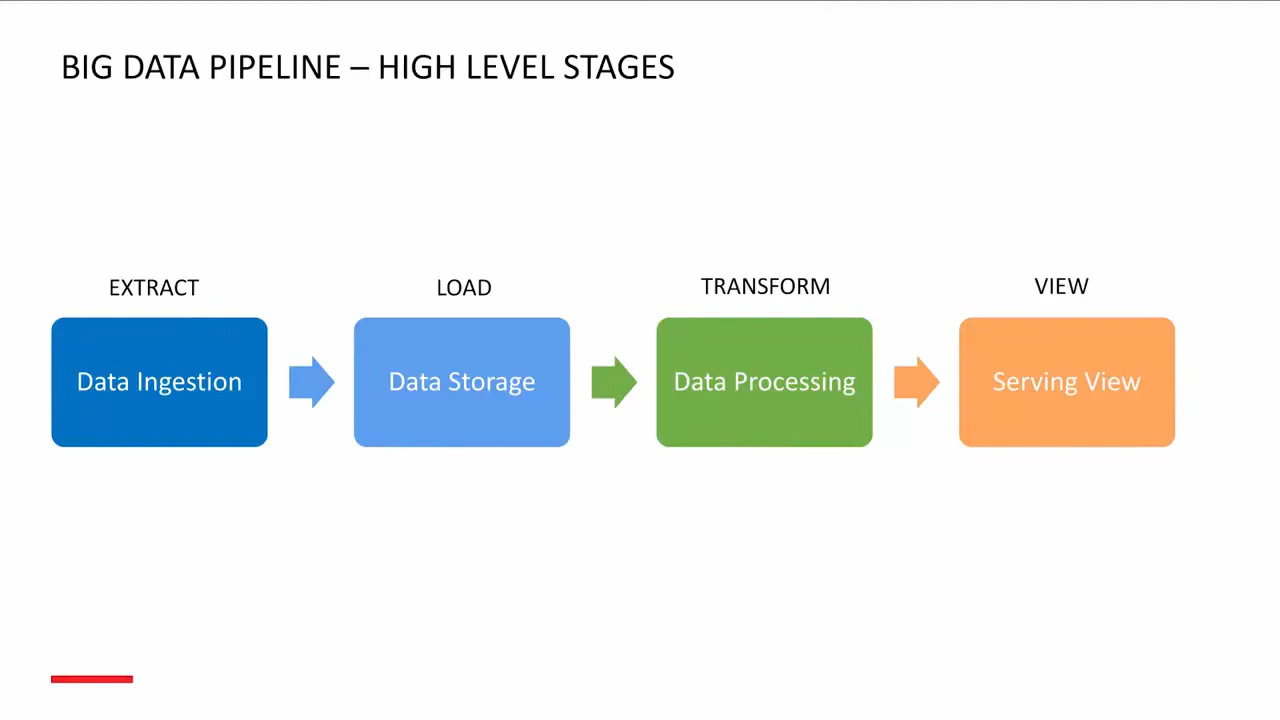 BIG DATA PIPELINE – HIGH LEVEL STAGES
EXTRACT
LOAD
TRANSFORM
VIEW
Data Ingestion
Data Storage
Data Processing
Serving View